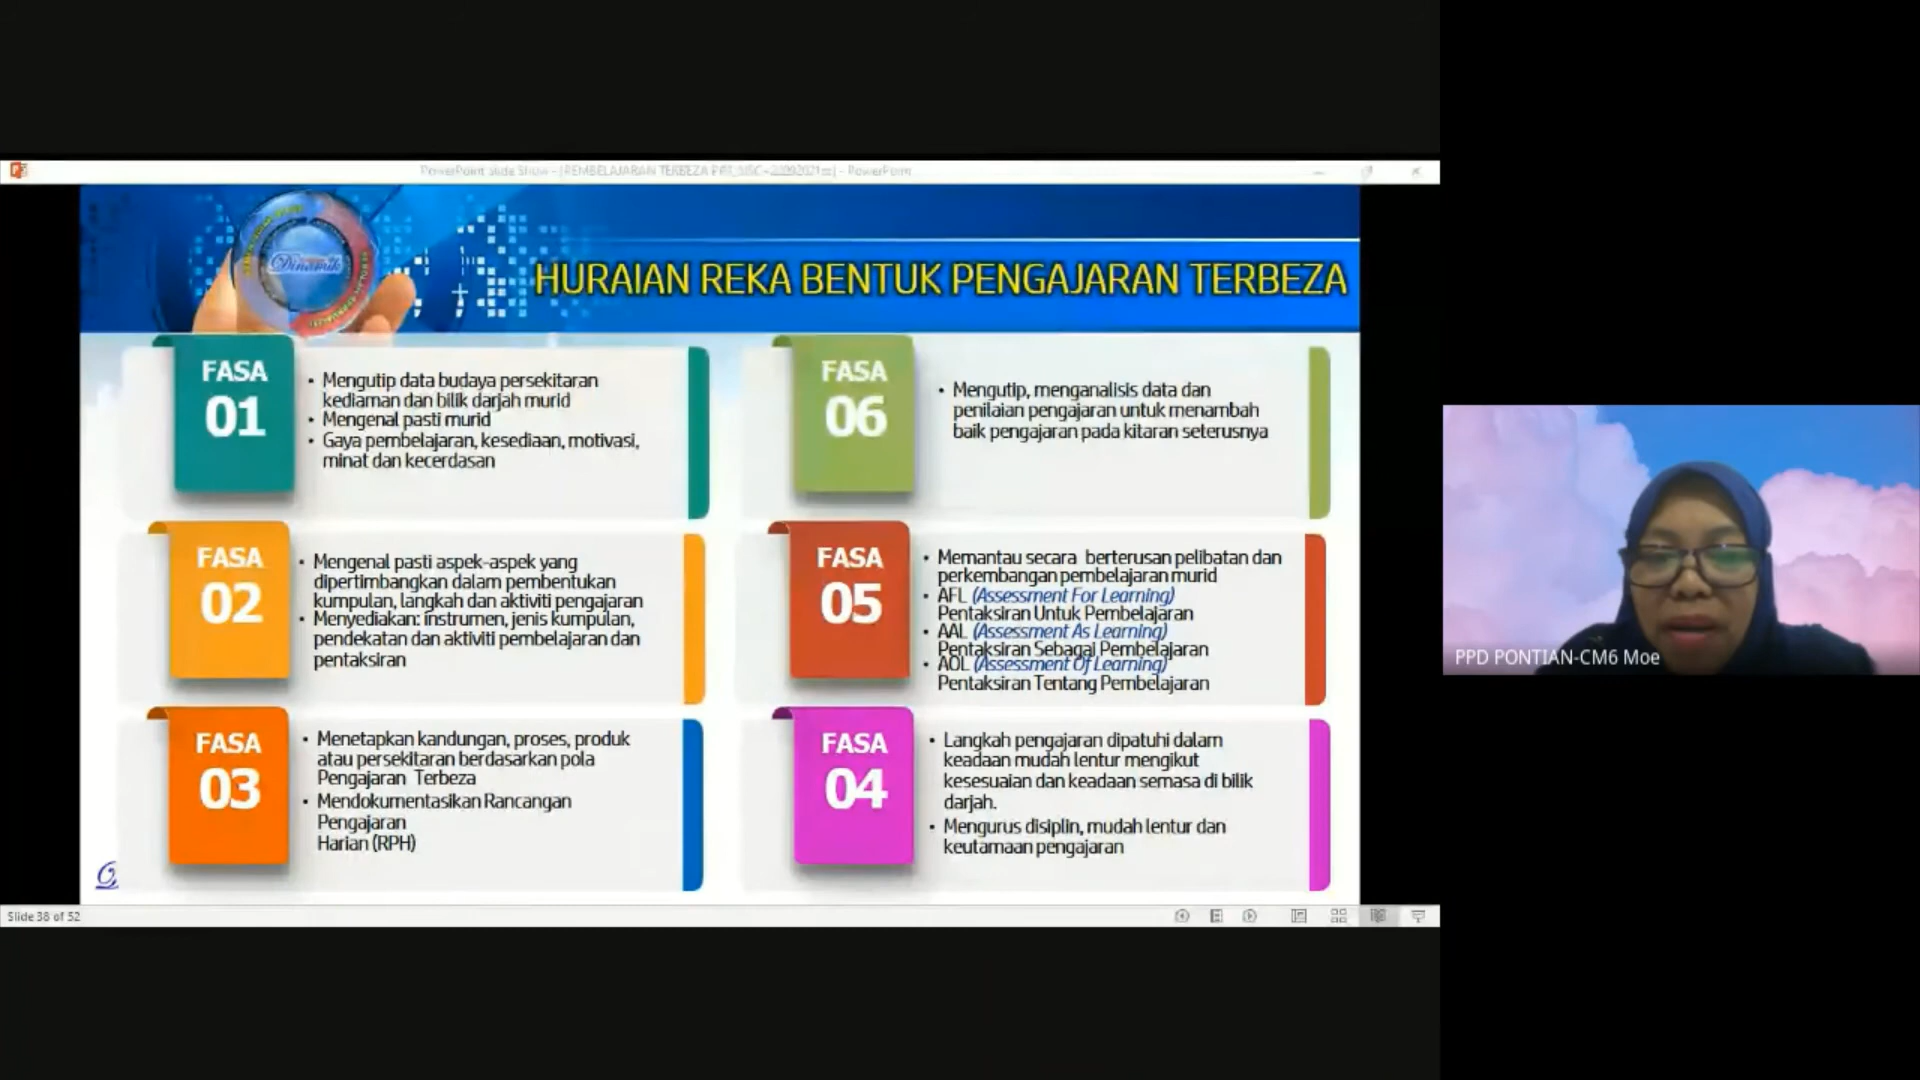 PowerPoint Slide Show - [PEMBELAJARAN TERBEZA - PowerPoint
Dinamik
HURAIAN REKA BENTUK PENGAJARAN TERBEZA
FASA
01
• Mengutip data budaya persekitaran
kediaman dan bilik darjah murid
• Mengenal pasti murid
• Gaya pembelajaran, kesediaan, motivasi,
minat dan kecerdasan
FASA
02
• Mengenal pasti aspek-aspek yang
dipertimbangkan dalam pembentukan
kumpulan, langkah dan aktiviti pengajaran
• Menyediakan: instrumen, jenis kumpulan,
pendekatan dan aktiviti pembelajaran dan
pentaksiran
FASA
03
• Menetapkan kandungan, proses, produk
atau persekitaran berdasarkan pola
Pengajaran Terbeza
• Mendokumentasikan Rancangan
Pengajaran
Harian (RPH)
FASA
06
• Mengutip, menganalisis data dan
penilaian pengajaran untuk menambah
baik pengajaran pada kitaran seterusnya
FASA
05
• Memantau secara berterusan pelibatan dan
perkembangan pembelajaran murid
• AFL (Assessment For Learning)
Pentaksiran Untuk Pembelajaran
• AAL (Assessment As Learning)
Pentaksiran Sebagai Pembelajaran
• AOL (Assessment Of Learning)
Pentaksiran Tentang Pembelajaran
FASA
04
• Langkah pengajaran dipatuhi dalam
keadaan mudah lentur mengikut
kesesuaian dan keadaan semasa di bilik
darjah.
• Mengurus disiplin, mudah lentur dan
keutamaan pengajaran
Slide 38 of 52
PPD PONTIAN-CM6 Moe